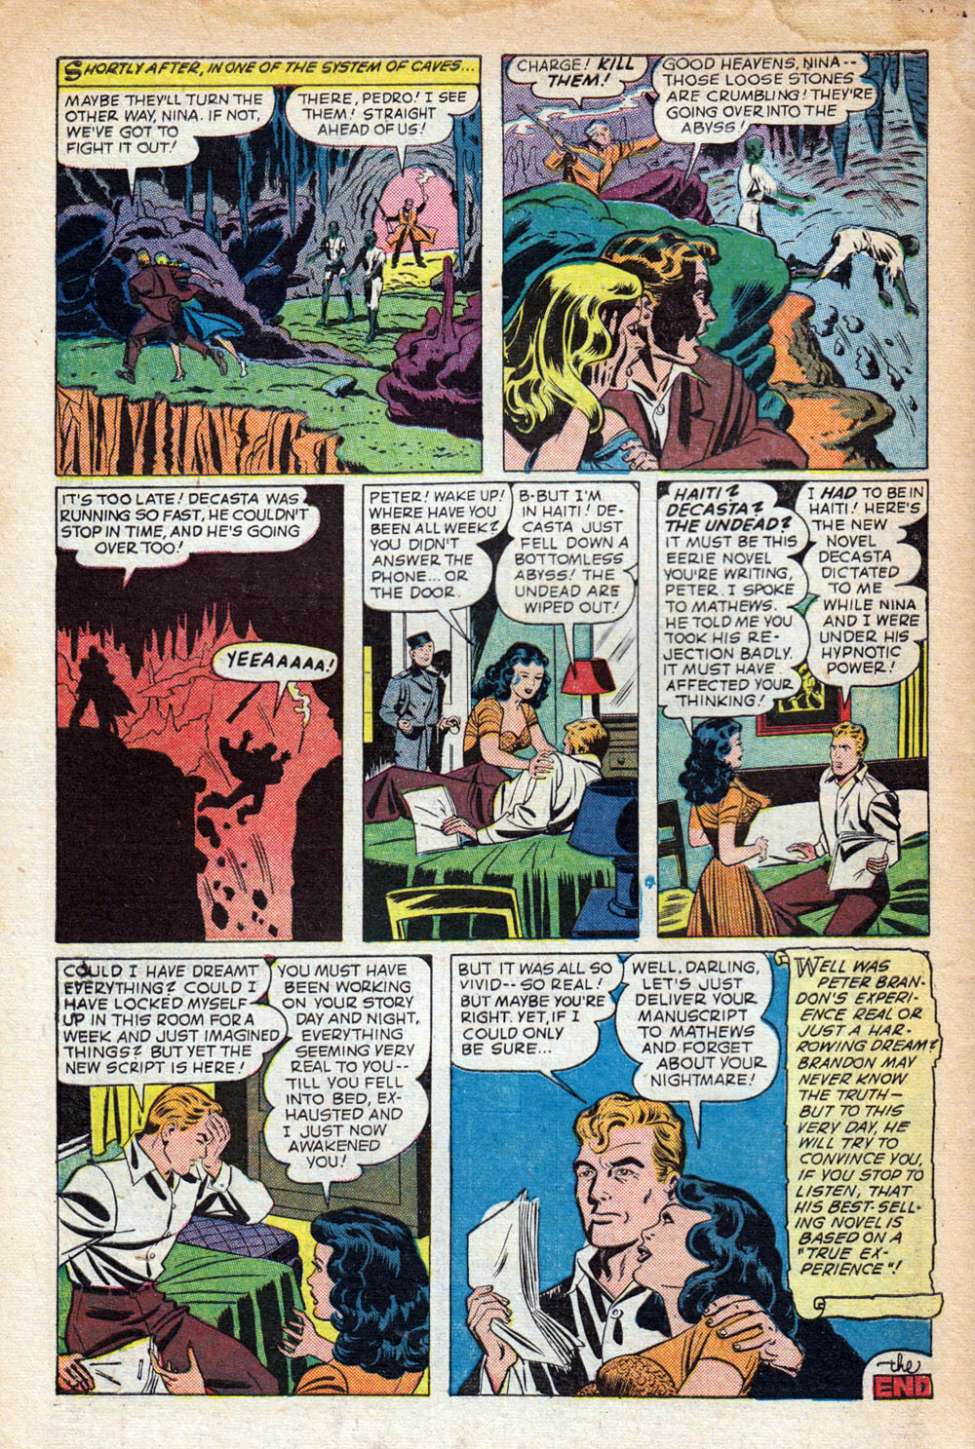 SHORTLY AFTER, IN ONE OF THE SYSTEM OF CAVES...
MAYBE THEY'LL TURN THE
OTHER WAY, NINA. IF NOT,
WE'VE GOT TO
FIGHT IT OUT!
THERE, PEDRO! I SEE
THEM! STRAIGHT
AHEAD OF US!
CHARGE! KILL
THEM!
GOOD HEAVENS, NINA--
THOSE LOOSE STONES
ARE CRUMBLING! THEY'RE
GOING OVER INTO THE
ABYSS!
IT'S TOO LATE! DECASTA WAS
RUNNING SO FAST, HE COULDN'T
STOP IN TIME, AND HE'S GOING
OVER TOO!
YEEAAAAA!
PETER! WAKE UP!
WHERE HAVE YOU
BEEN ALL WEEK?
YOU DIDN'T
ANSWER THE
PHONE... OR
THE DOOR.
B-BUT I'M
IN HAITI! DE-
CASTA JUST
FELL DOWN A
BOTTOMLESS
ABYSS! THE
UNDEAD ARE
WIPED OUT!
HAITI?
DECASTA?
THE UNDEAD?
IT MUST BE THIS
EERIE NOVEL
YOU'RE WRITING,
PETER. I SPOKE
TO MATHEWS.
HE TOLD ME YOU
TOOK HIS RE-
JECTION BADLY.
IT MUST HAVE
AFFECTED YOUR
THINKING!
I HAD TO BE IN
HAITI! HERE'S
THE NEW
NOVEL
DECASTA
DICTATED
TO ME
WHILE NINA
AND I WERE
UNDER HIS
HYPNOTIC
POWER!
COULD I HAVE DREAMT
EVERYTHING? COULD I
HAVE LOCKED MYSELF
UP IN THIS ROOM FOR A
WEEK AND JUST IMAGINED
THINGS? BUT YET THE
NEW SCRIPT IS HERE!
YOU MUST HAVE
BEEN WORKING
ON YOUR STORY
DAY AND NIGHT,
EVERYTHING
SEEMING VERY
REAL TO YOU--
TILL YOU FELL
INTO BED, EX-
HAUSTED AND
I JUST NOW
AWAKENED
YOU!
BUT IT WAS ALL SO
VIVID-- SO REAL!
BUT MAYBE YOU'RE
RIGHT. YET, IF I
COULD ONLY
BE SURE...
WELL, DARLING,
LET'S JUST
DELIVER YOUR
MANUSCRIPT
TO MATHEWS
AND FORGET
ABOUT YOUR
NIGHTMARE!
WELL WAS
PETER BRAN-
DON'S EXPERI-
ENCE REAL OR
JUST A HAR-
ROWING DREAM?
BRANDON MAY
NEVER KNOW
THE TRUTH--
BUT TO THIS
VERY DAY, HE
WILL TRY TO
CONVINCE YOU,
IF YOU STOP TO
LISTEN, THAT
HIS BEST-SELL-
ING NOVEL IS
BASED ON A
"TRUE EX-
PERIENCE"!
the
END